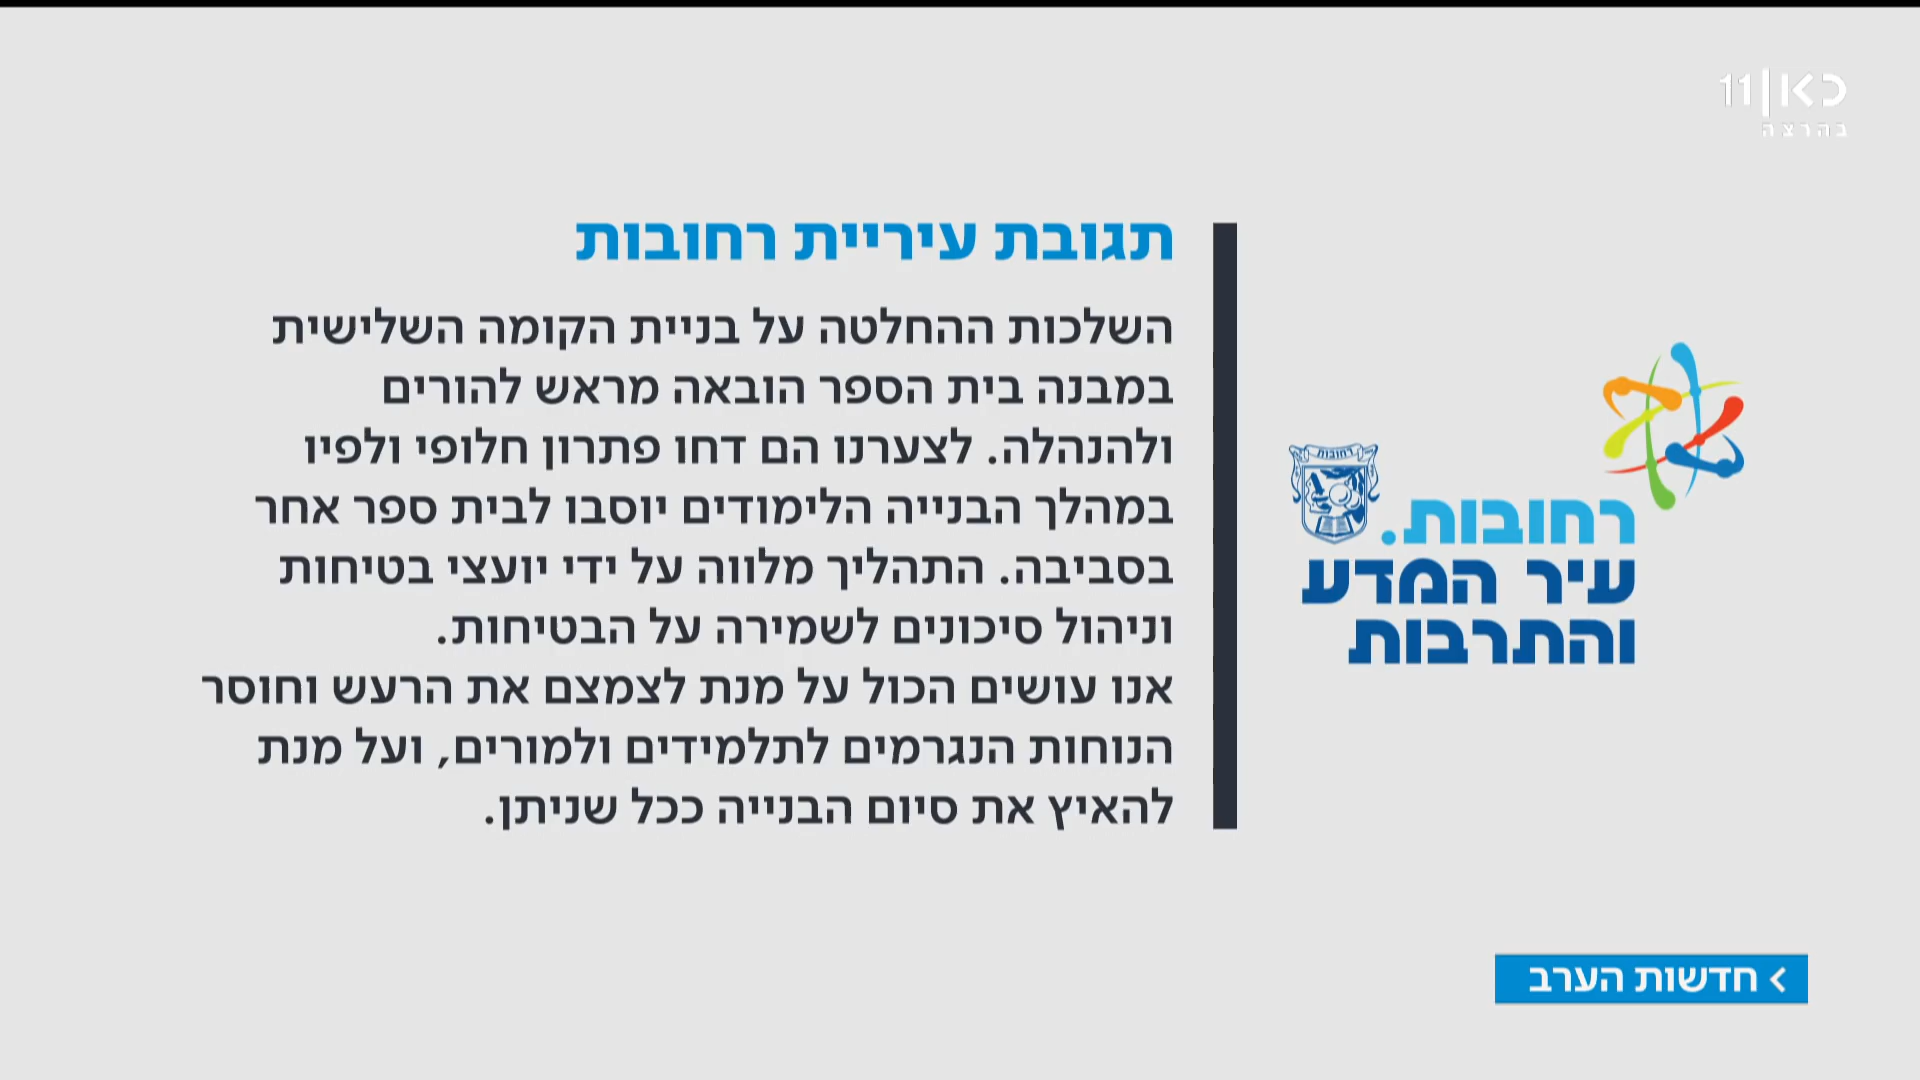 כאן 11
בהרצה
תגובת עיריית רחובות
השלכות ההחלטה על בניית הקומה השלישית
במבנה בית הספר הובאה מראש להורים
ולהנהלה. לצערנו הם דחו פתרון חלופי ולפיו
במהלך הבנייה הלימודים יוסבו לבית ספר אחר
בסביבה. התהליך מלווה על ידי יועצי בטיחות
וניהול סיכונים לשמירה על הבטיחות.
אנו עושים הכול על מנת לצמצם את הרעש וחוסר
הנוחות הנגרמים לתלמידים ולמורים, ועל מנת
להאיץ את סיום הבנייה ככל שניתן.
רחובות
רחובות.
עיר המדע
והתרבות
חדשות הערב